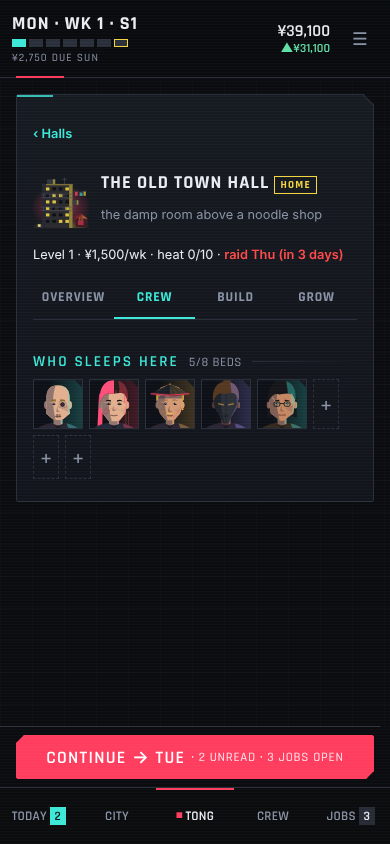 MON · WK 1 · S1
¥2,750 DUE SUN
¥39,100
▲¥31,100
☰
‹ Halls
THE OLD TOWN HALL HOME
the damp room above a noodle shop
Level 1 · ¥1,500/wk · heat 0/10 · raid Thu (in 3 days)
OVERVIEW CREW BUILD GROW
WHO SLEEPS HERE 5/8 BEDS
+
+ +
CONTINUE → TUE · 2 UNREAD · 3 JOBS OPEN
TODAY 2 CITY TONG CREW JOBS 3